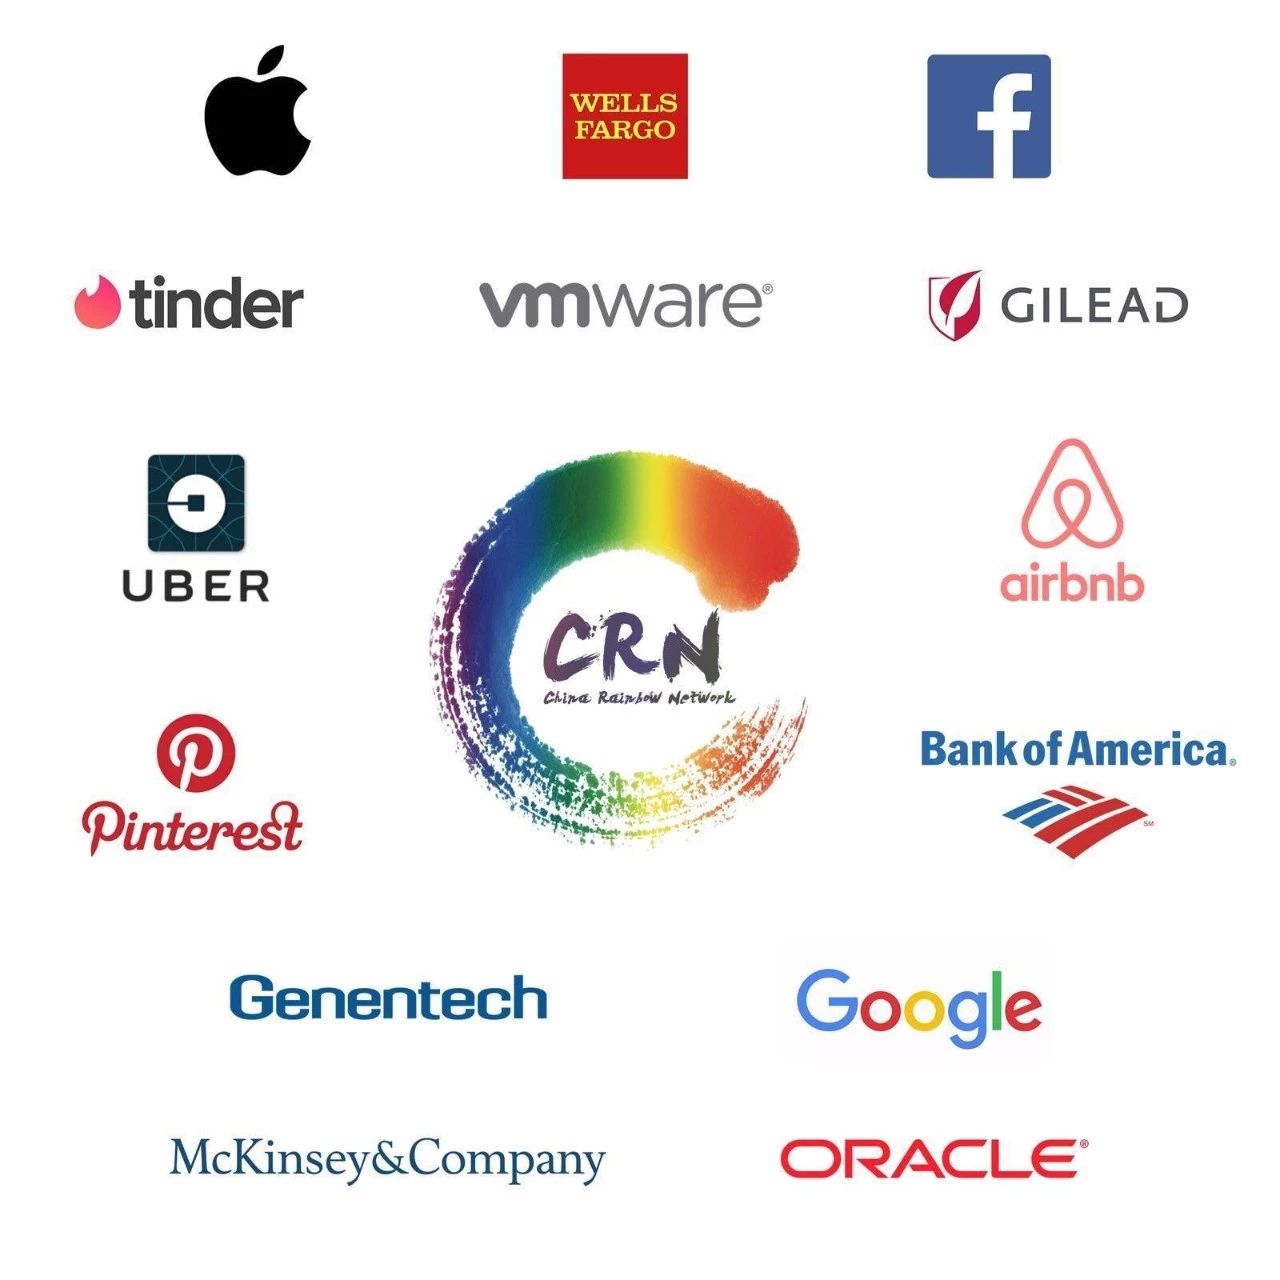 WELLS
FARGO
f
tinder
vmware®
GILEAD
UBER
airbnb
CRN
China Rainbow Network
Pinterest
Bank of America®
SM
Genentech
Google
McKinsey&Company
ORACLE®